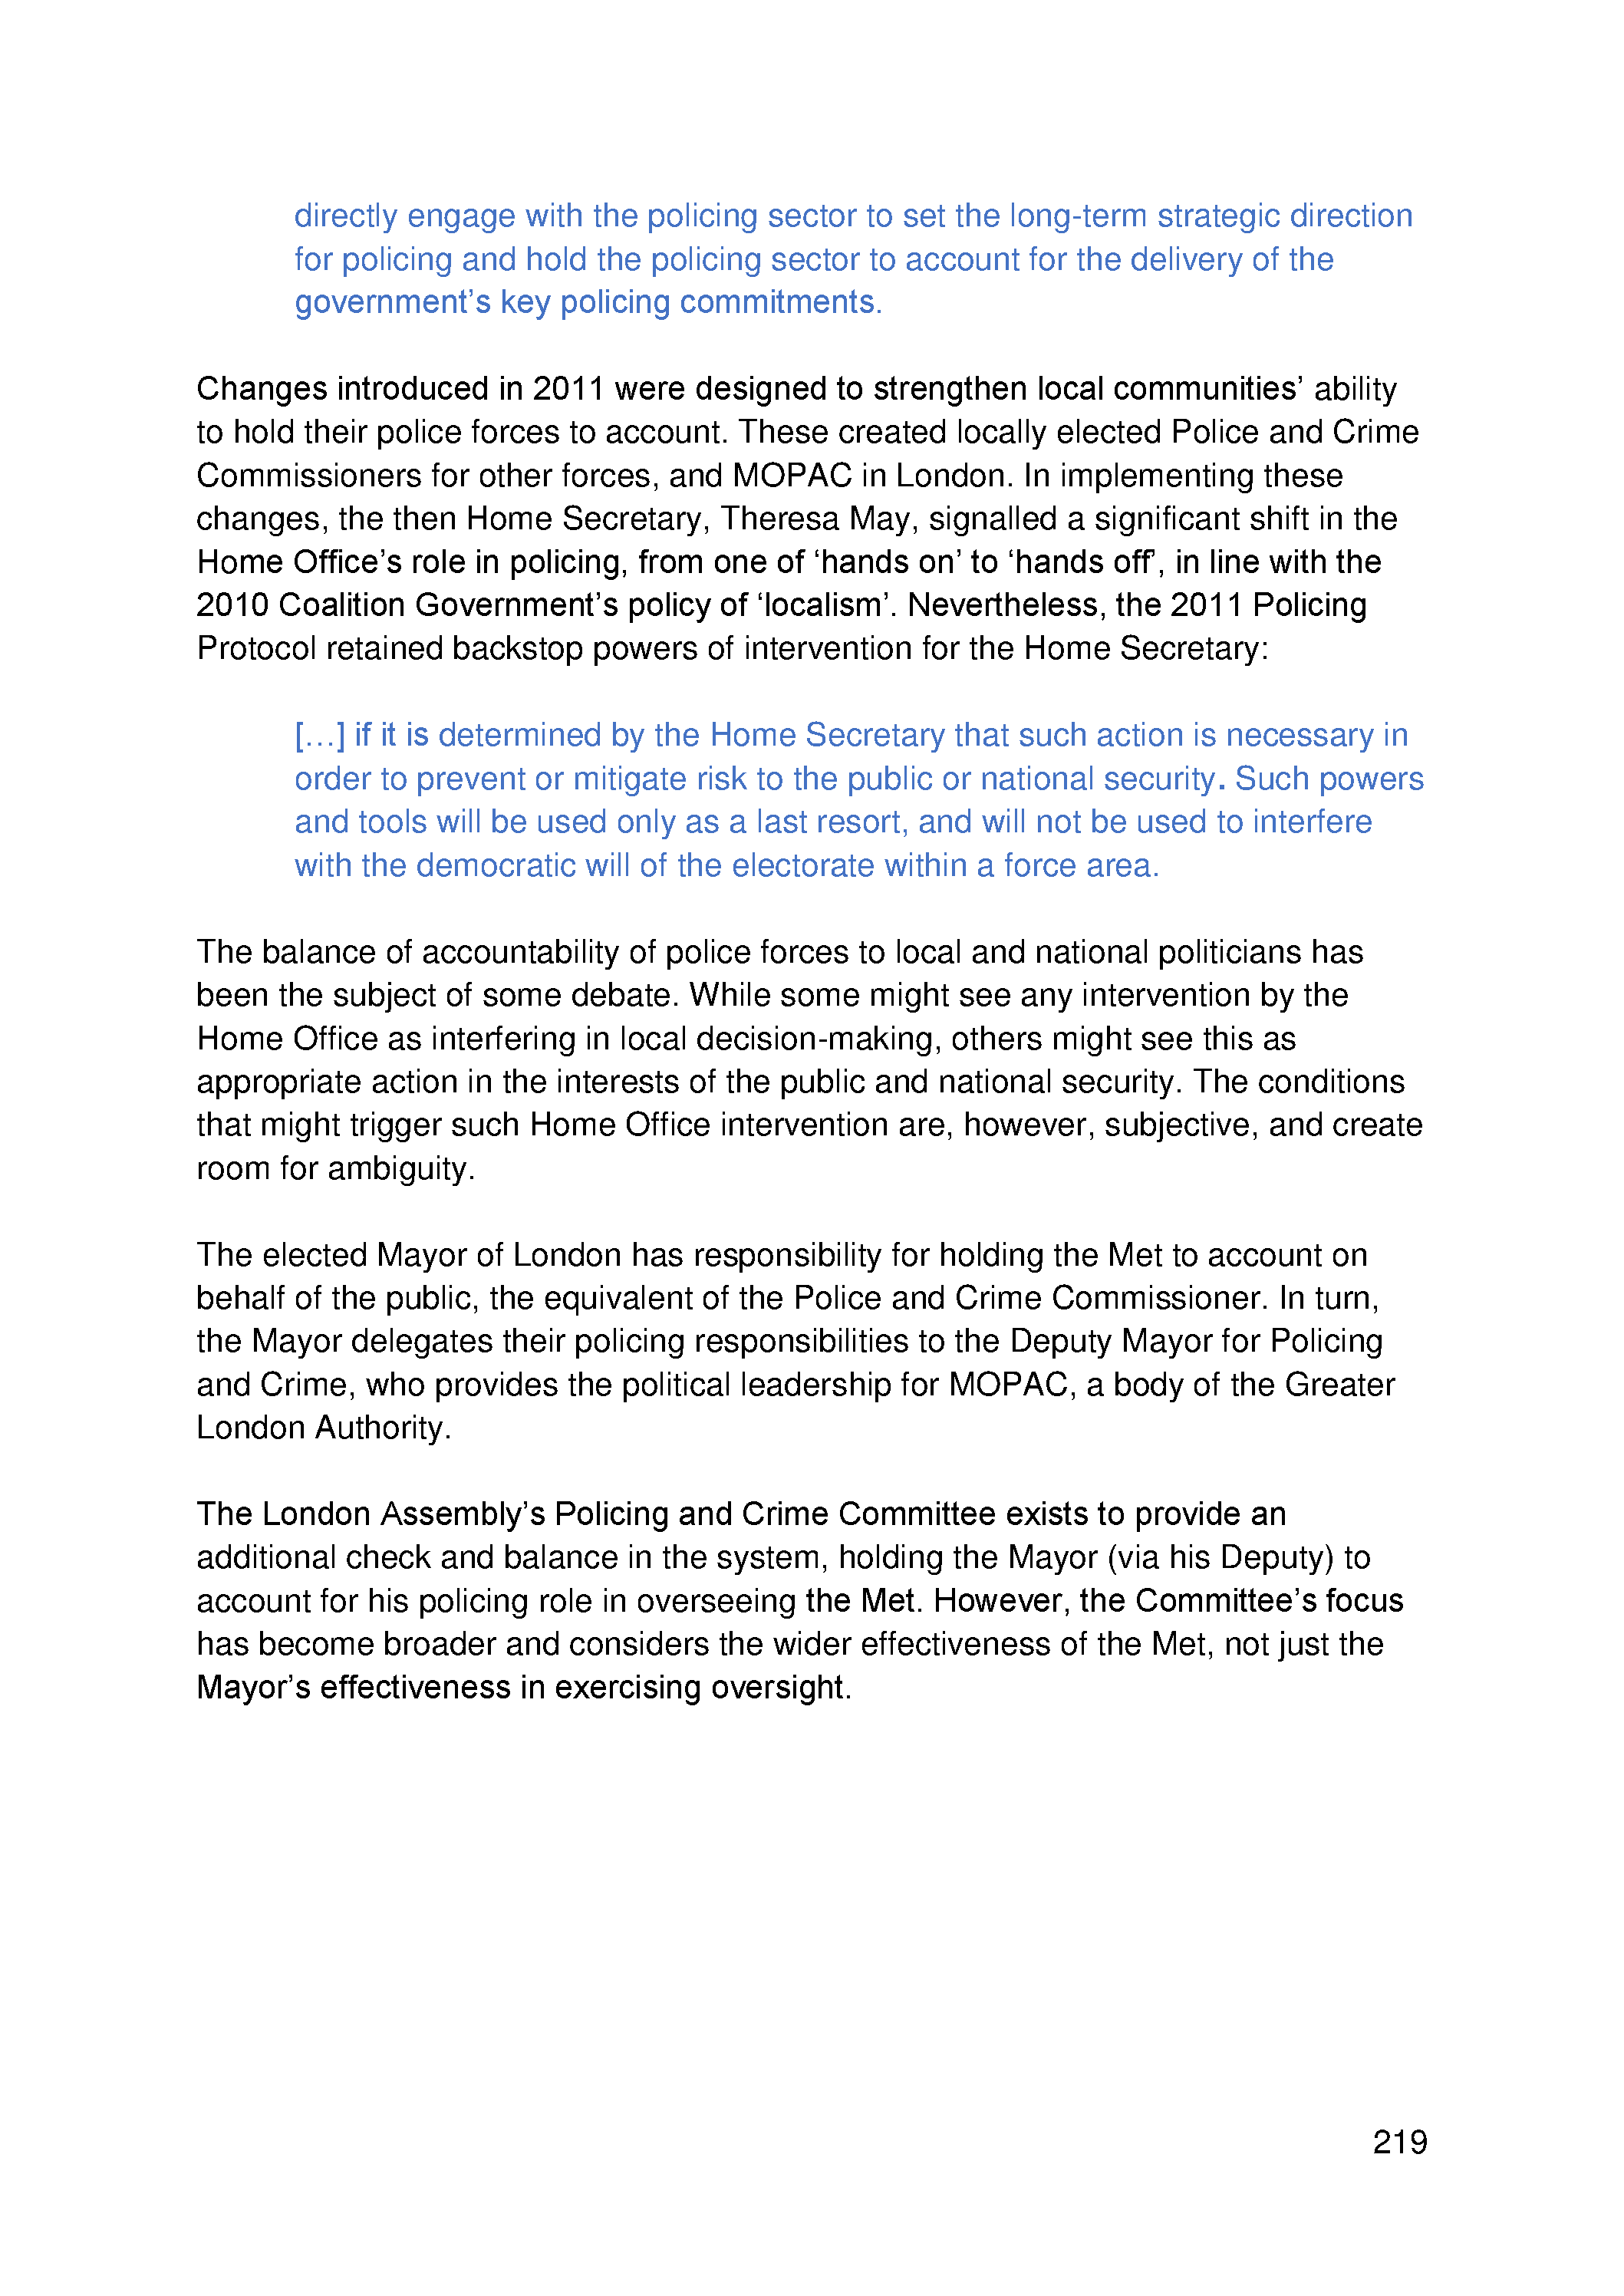 directly engage with the policing sector to set the long-term strategic direction
for policing and hold the policing sector to account for the delivery of the
government’s key policing commitments.
Changes introduced in 2011 were designed to strengthen local communities’ ability
to hold their police forces to account. These created locally elected Police and Crime
Commissioners for other forces, and MOPAC in London. In implementing these
changes, the then Home Secretary, Theresa May, signalled a significant shift in the
Home Office’s role in policing, from one of ‘hands on’ to ‘hands off’, in line with the
2010 Coalition Government’s policy of ‘localism’. Nevertheless, the 2011 Policing
Protocol retained backstop powers of intervention for the Home Secretary:
[…] if it is determined by the Home Secretary that such action is necessary in
order to prevent or mitigate risk to the public or national security. Such powers
and tools will be used only as a last resort, and will not be used to interfere
with the democratic will of the electorate within a force area.
The balance of accountability of police forces to local and national politicians has
been the subject of some debate. While some might see any intervention by the
Home Office as interfering in local decision-making, others might see this as
appropriate action in the interests of the public and national security. The conditions
that might trigger such Home Office intervention are, however, subjective, and create
room for ambiguity.
The elected Mayor of London has responsibility for holding the Met to account on
behalf of the public, the equivalent of the Police and Crime Commissioner. In turn,
the Mayor delegates their policing responsibilities to the Deputy Mayor for Policing
and Crime, who provides the political leadership for MOPAC, a body of the Greater
London Authority.
The London Assembly’s Policing and Crime Committee exists to provide an
additional check and balance in the system, holding the Mayor (via his Deputy) to
account for his policing role in overseeing the Met. However, the Committee’s focus
has become broader and considers the wider effectiveness of the Met, not just the
Mayor’s effectiveness in exercising oversight.
219